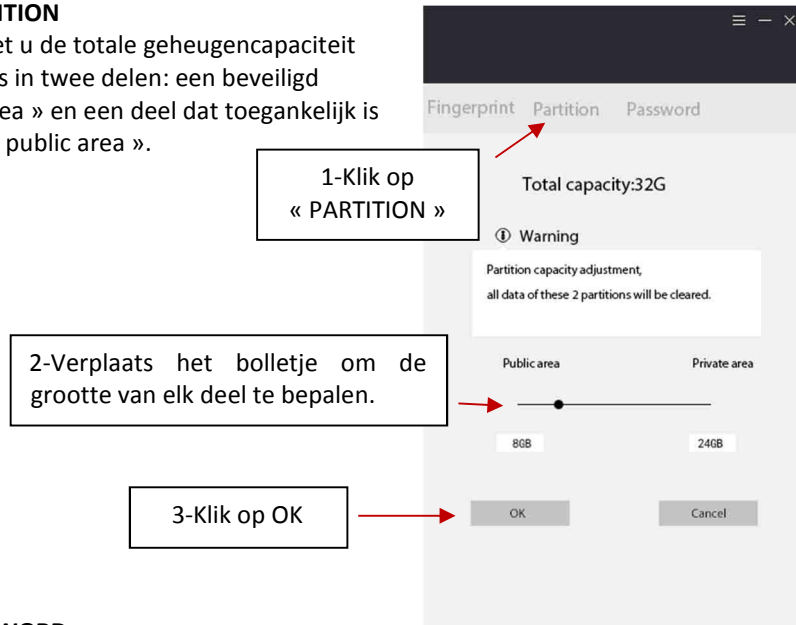 ITION
et u de totale geheugencapaciteit
s in twee delen: een beveiligd
ea » en een deel dat toegankelijk is
public area ».
1-Klik op
« PARTITION »
2-Verplaats het bolletje om de
grootte van elk deel te bepalen.
3-Klik op OK
Fingerprint Partition Password
Total capacity:32G
Warning
Partition capacity adjustment,
all data of these 2 partitions will be cleared.
Public area Private area
8GB 24GB
OK Cancel